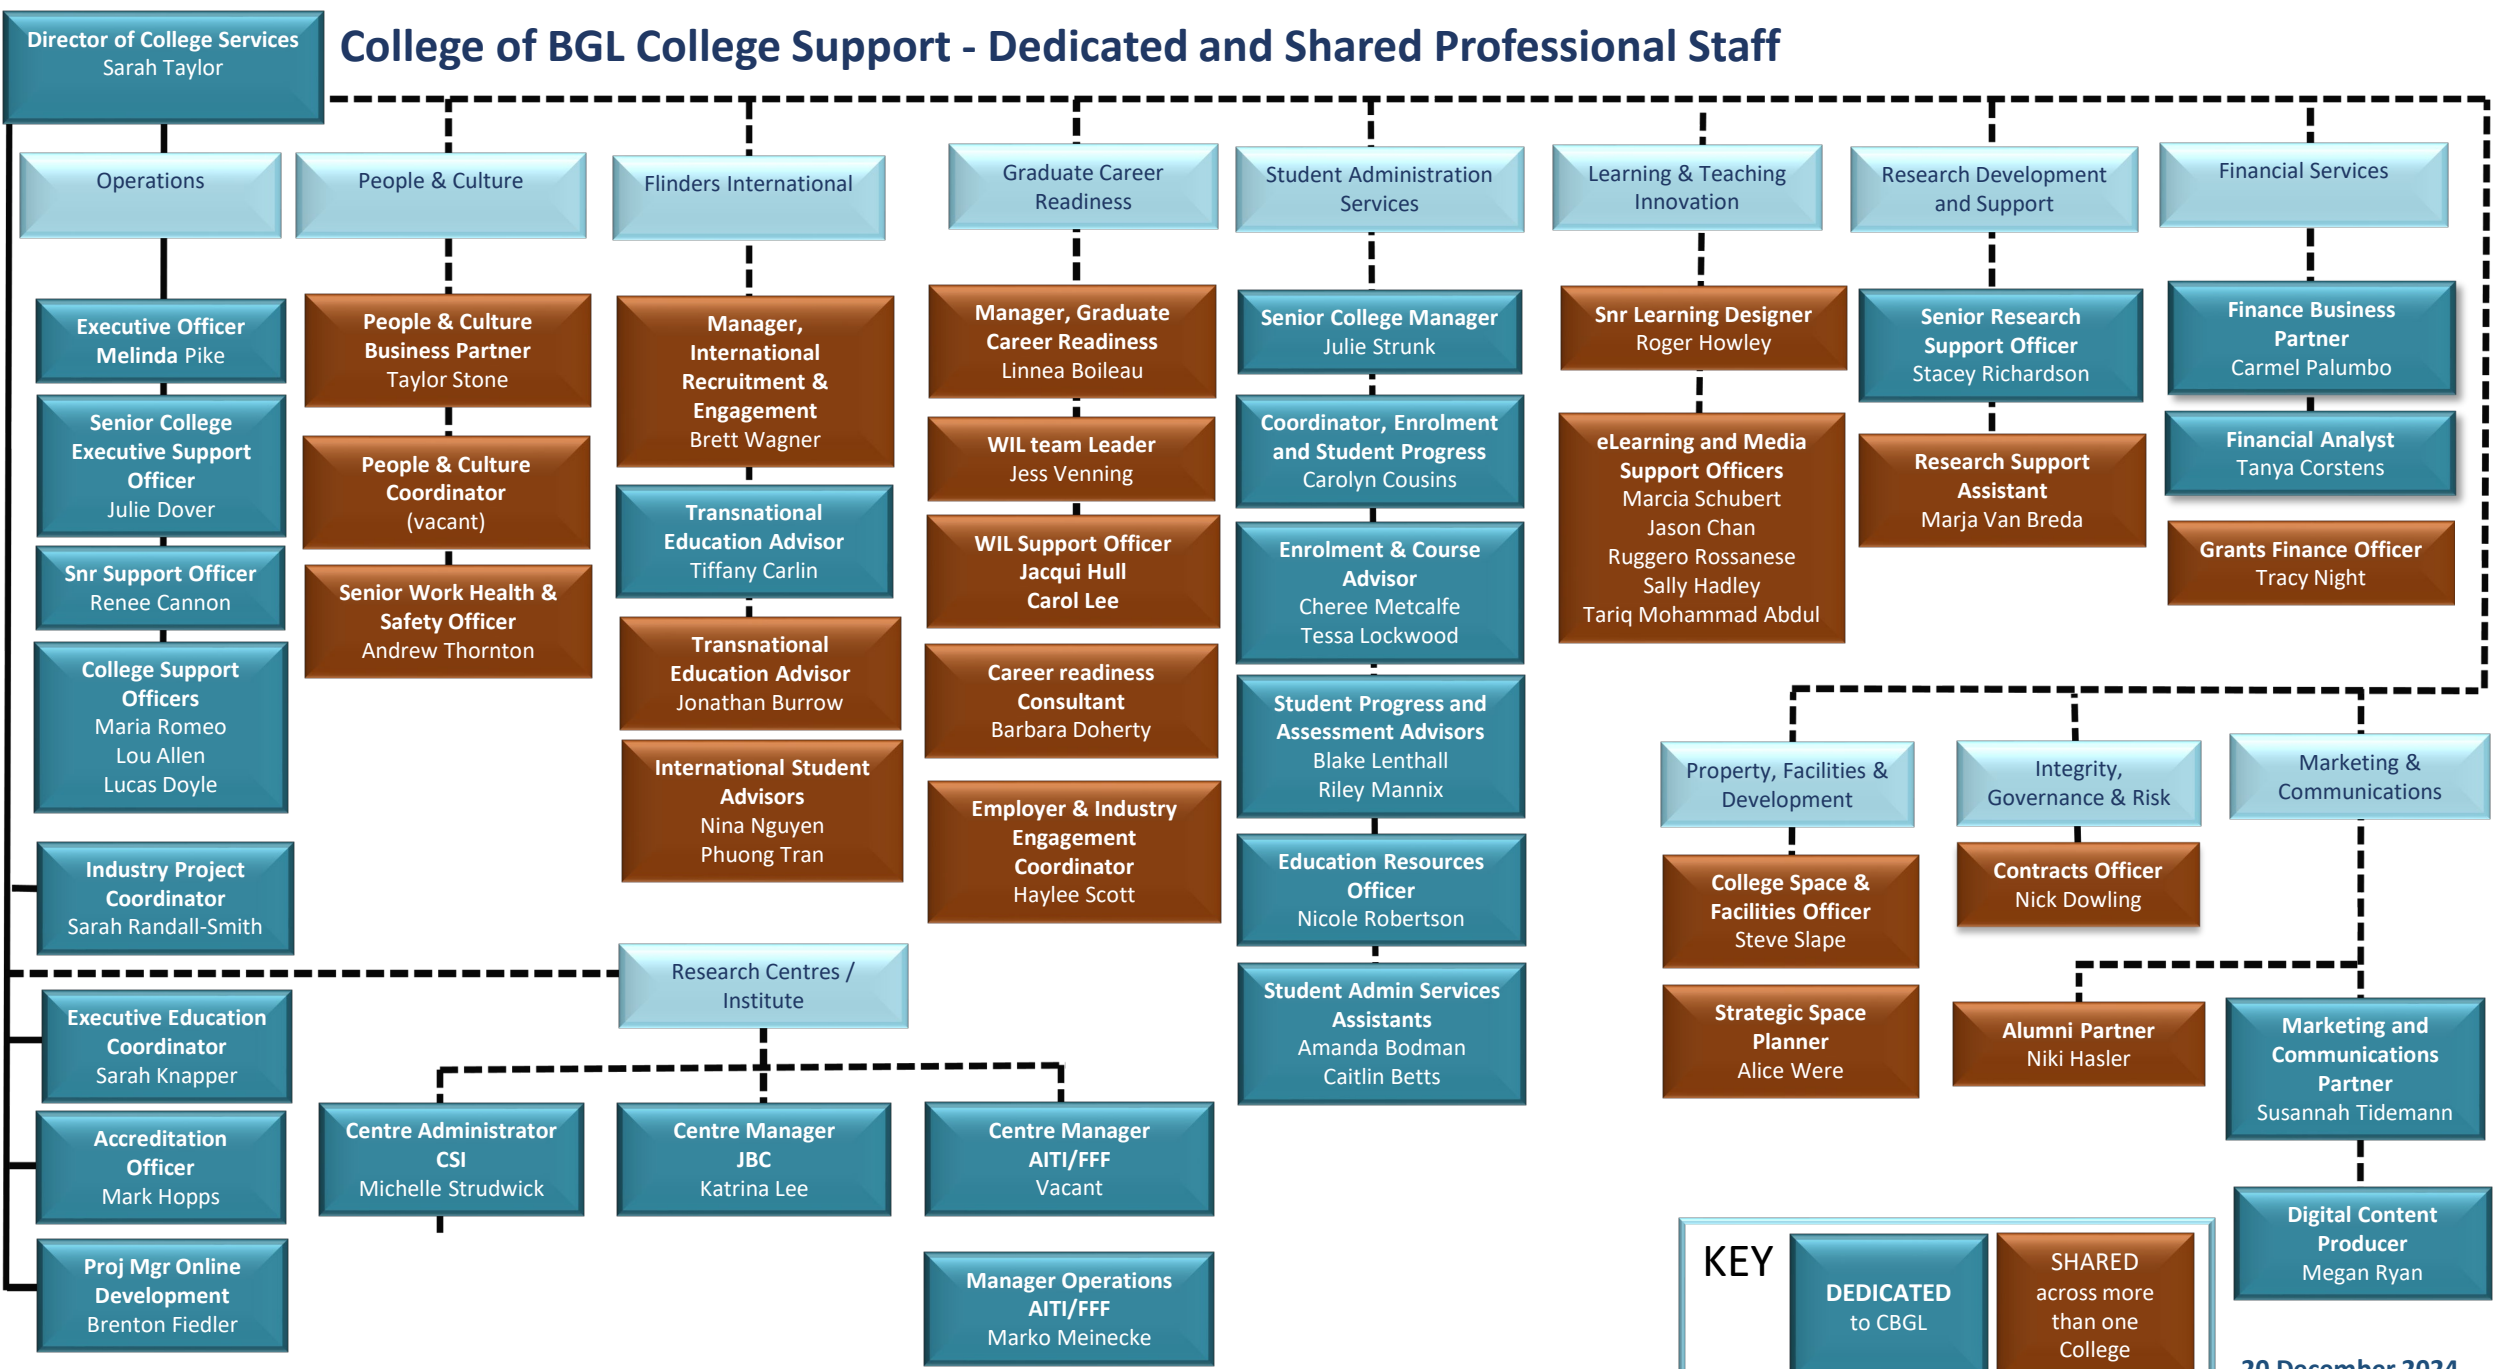 Director of College Services
Sarah Taylor
College of BGL College Support - Dedicated and Shared Professional Staff
Operations
People & Culture
Flinders International
Graduate Career
Readiness
Student Administration
Services
Learning & Teaching
Innovation
Research Development
and Support
Financial Services
Executive Officer
Melinda Pike
Senior College
Executive Support
Officer
Julie Dover
Snr Support Officer
Renee Cannon
College Support
Officers
Maria Romeo
Lou Allen
Lucas Doyle
Industry Project
Coordinator
Sarah Randall-Smith
Executive Education
Coordinator
Sarah Knapper
Accreditation
Officer
Mark Hopps
Proj Mgr Online
Development
Brenton Fiedler
People & Culture
Business Partner
Taylor Stone
People & Culture
Coordinator
(vacant)
Senior Work Health &
Safety Officer
Andrew Thornton
Manager,
International
Recruitment &
Engagement
Brett Wagner
Transnational
Education Advisor
Tiffany Carlin
Transnational
Education Advisor
Jonathan Burrow
International Student
Advisors
Nina Nguyen
Phuong Tran
Manager, Graduate
Career Readiness
Linnea Boileau
WIL team Leader
Jess Venning
WIL Support Officer
Jacqui Hull
Carol Lee
Career readiness
Consultant
Barbara Doherty
Employer & Industry
Engagement
Coordinator
Haylee Scott
Senior College Manager
Julie Strunk
Coordinator, Enrolment
and Student Progress
Carolyn Cousins
Enrolment & Course
Advisor
Cheree Metcalfe
Tessa Lockwood
Student Progress and
Assessment Advisors
Blake Lenthall
Riley Mannix
Education Resources
Officer
Nicole Robertson
Student Admin Services
Assistants
Amanda Bodman
Caitlin Betts
Snr Learning Designer
Roger Howley
eLearning and Media
Support Officers
Marcia Schubert
Jason Chan
Ruggero Rossanese
Sally Hadley
Tariq Mohammad Abdul
Senior Research
Support Officer
Stacey Richardson
Research Support
Assistant
Marja Van Breda
Finance Business
Partner
Carmel Palumbo
Financial Analyst
Tanya Corstens
Grants Finance Officer
Tracy Night
Property, Facilities &
Development
Integrity,
Governance & Risk
Marketing &
Communications
College Space &
Facilities Officer
Steve Slape
Strategic Space
Planner
Alice Were
Contracts Officer
Nick Dowling
Alumni Partner
Niki Hasler
Marketing and
Communications
Partner
Susannah Tidemann
Digital Content
Producer
Megan Ryan
Research Centres /
Institute
Centre Administrator
CSI
Michelle Strudwick
Centre Manager
JBC
Katrina Lee
Centre Manager
AITI/FFF
Vacant
Manager Operations
AITI/FFF
Marko Meinecke
KEY
DEDICATED
to CBGL
SHARED
across more
than one
College
20 December 2024